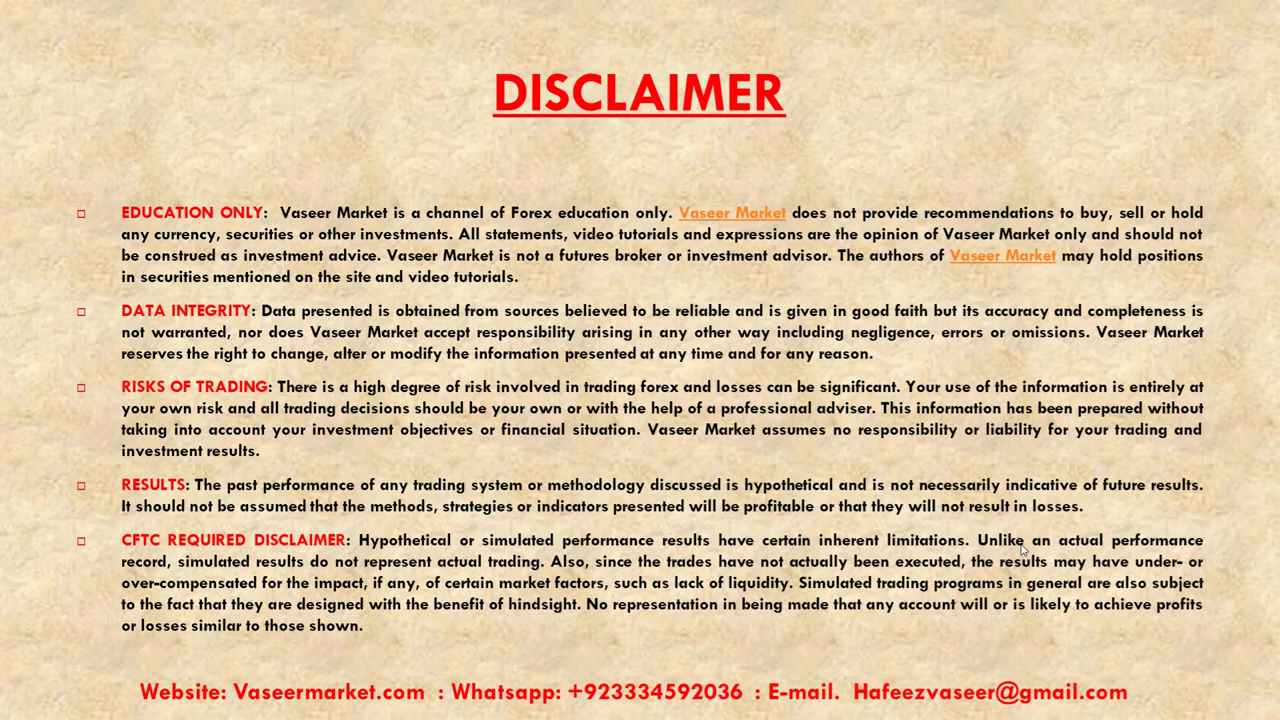 DISCLAIMER
EDUCATION ONLY: Vaseer Market is a channel of Forex education only. Vaseer Market does not provide recommendations to buy, sell or hold
any currency, securities or other investments. All statements, video tutorials and expressions are the opinion of Vaseer Market only and should not
be construed as investment advice. Vaseer Market is not a futures broker or investment advisor. The authors of Vaseer Market may hold positions
in securities mentioned on the site and video tutorials.
DATA INTEGRITY: Data presented is obtained from sources believed to be reliable and is given in good faith but its accuracy and completeness is
not warranted, nor does Vaseer Market accept responsibility arising in any other way including negligence, errors or omissions. Vaseer Market
reserves the right to change, alter or modify the information presented at any time and for any reason.
RISKS OF TRADING: There is a high degree of risk involved in trading forex and losses can be significant. Your use of the information is entirely at
your own risk and all trading decisions should be your own or with the help of a professional adviser. This information has been prepared without
taking into account your investment objectives or financial situation. Vaseer Market assumes no responsibility or liability for your trading and
investment results.
RESULTS: The past performance of any trading system or methodology discussed is hypothetical and is not necessarily indicative of future results.
It should not be assumed that the methods, strategies or indicators presented will be profitable or that they will not result in losses.
CFTC REQUIRED DISCLAIMER: Hypothetical or simulated performance results have certain inherent limitations. Unlike an actual performance
record, simulated results do not represent actual trading. Also, since the trades have not actually been executed, the results may have under- or
over-compensated for the impact, if any, of certain market factors, such as lack of liquidity. Simulated trading programs in general are also subject
to the fact that they are designed with the benefit of hindsight. No representation in being made that any account will or is likely to achieve profits
or losses similar to those shown.
Website: Vaseermarket.com : Whatsapp: +923334592036 : E-mail. Hafeezvaseer@gmail.com